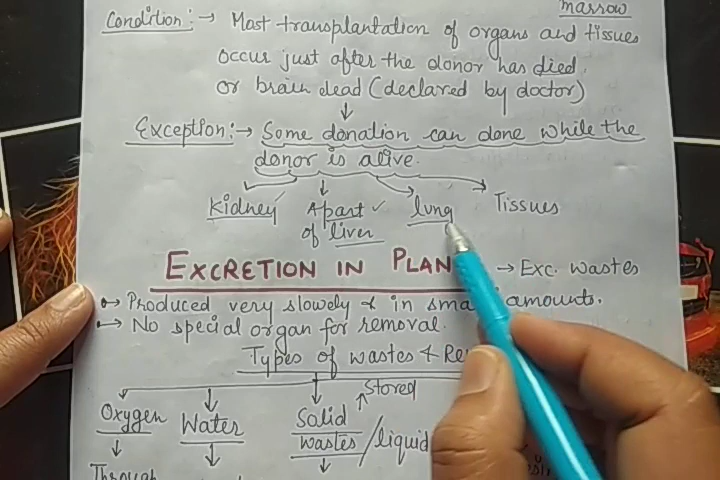 marrow
Condition:→ Most transplantation of organs and tissues
occur just after the donor has died
or brain dead (declared by doctor)
↓
Exception:→ Some donation can done while the
donor is alive.
Kidney✓ A part ✓ lung Tissues
of liver
EXCRETION IN PLAN → Exc. wastes
Produced very slowely & in small amounts.
No special organ for removal.
Types of wastes & Re
Stored
Oxygen Water Solid
wastes /liquid
Through